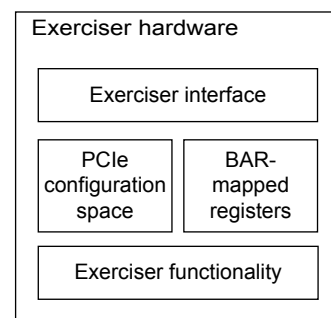 Exerciser hardware
Exerciser interface
PCIe
configuration
space
BAR-
mapped
registers
Exerciser functionality